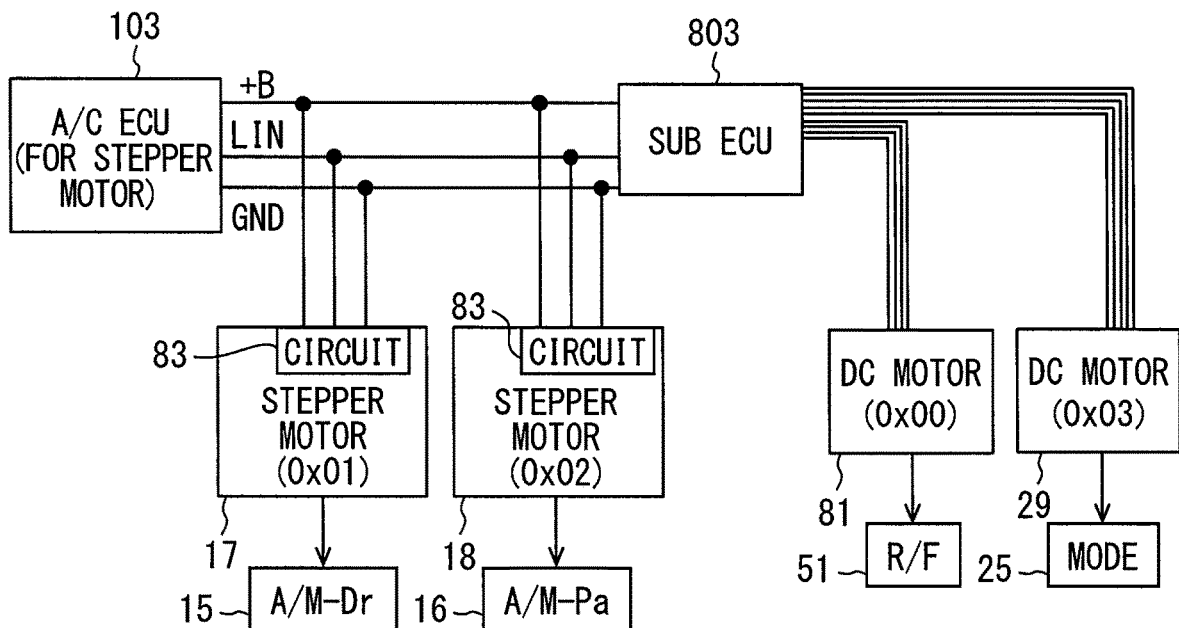 103
803
+B
A/C ECU
(FOR STEPPER
MOTOR)
LIN
GND
SUB ECU
83
CIRCUIT
STEPPER
MOTOR
(0x01)
83
CIRCUIT
STEPPER
MOTOR
(0x02)
DC MOTOR
(0x00)
DC MOTOR
(0x03)
17
18
81
29
15
A/M-Dr
16
A/M-Pa
51
R/F
25
MODE